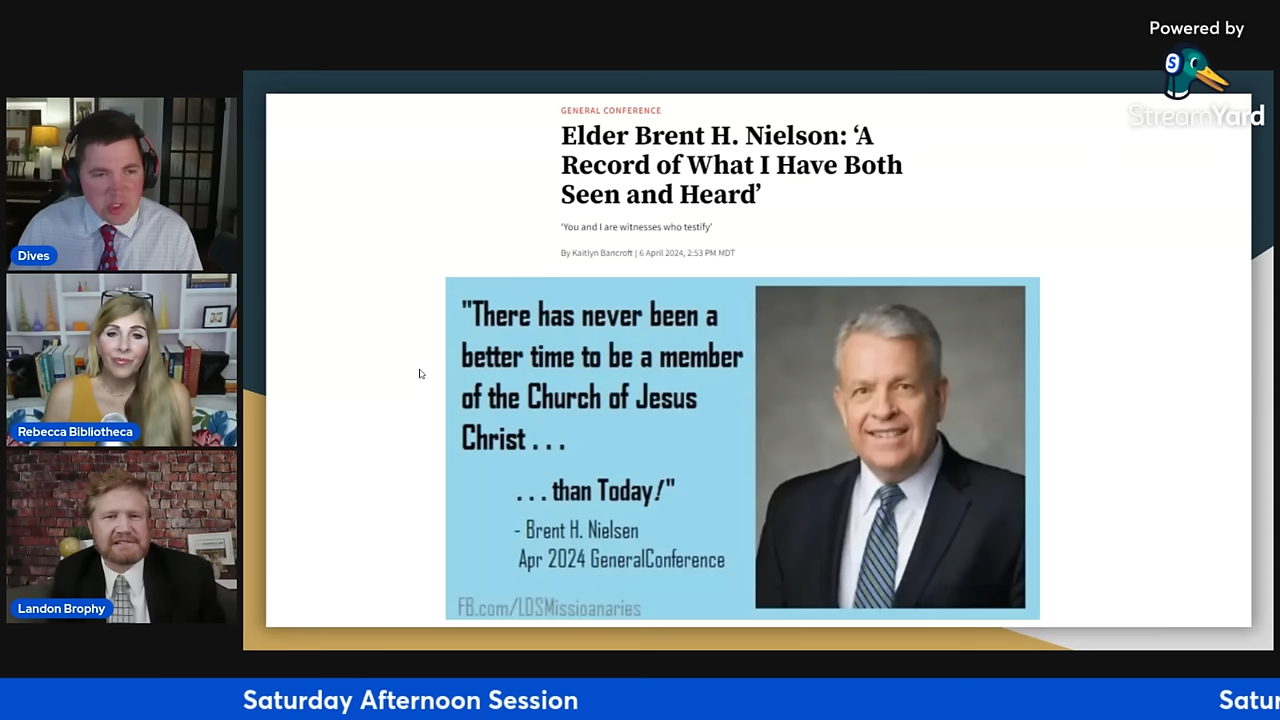 Powered by
S
StreamYard
Dives
Rebecca Bibliotheca
Landon Brophy
GENERAL CONFERENCE
Elder Brent H. Nielson: ‘A
Record of What I Have Both
Seen and Heard’
‘You and I are witnesses who testify’
By Kaitlyn Bancroft | 6 April 2024, 2:53 PM MDT
"There has never been a
better time to be a member
of the Church of Jesus
Christ . . .
. . . than Today!"
- Brent H. Nielsen
Apr 2024 GeneralConference
FB.com/LDSMissioanaries
Saturday Afternoon Session
Satur